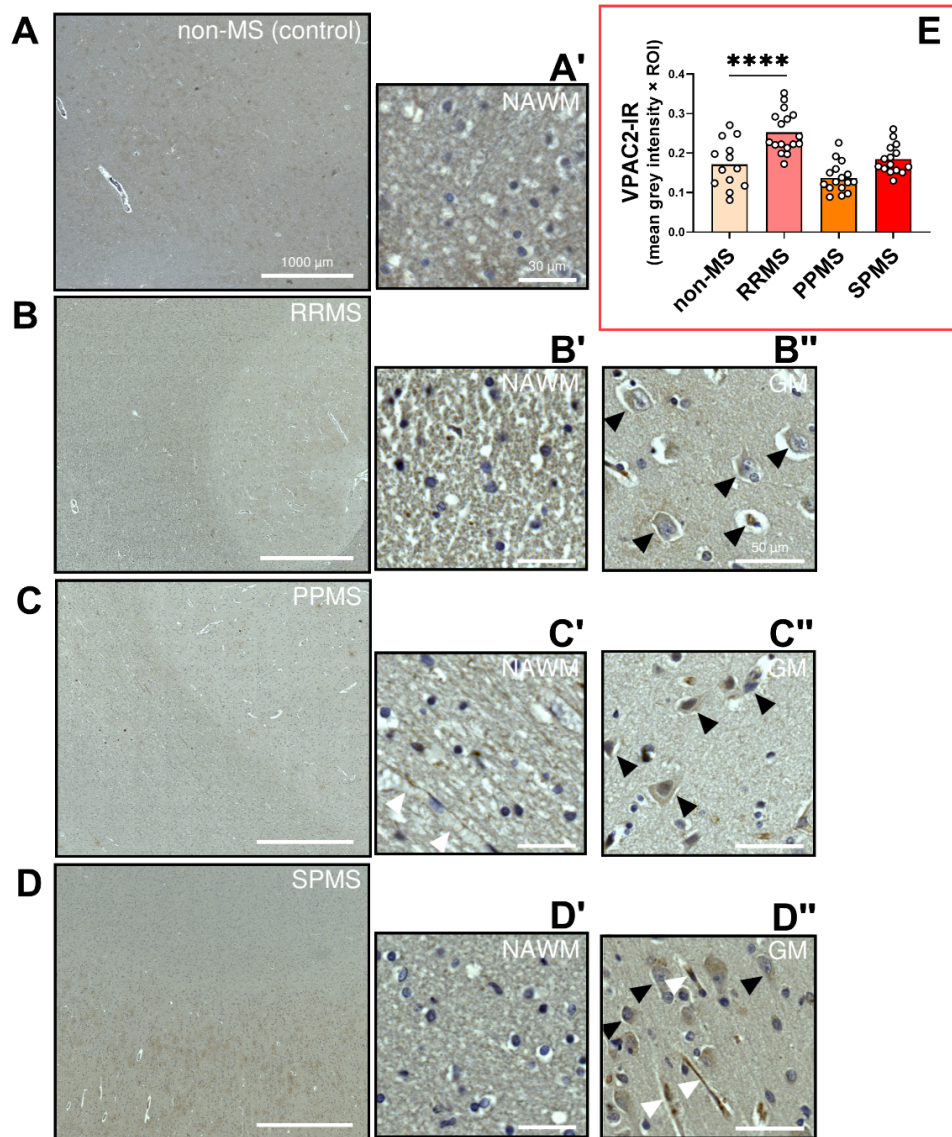 A
non-MS (control)
1000 µm
A'
NAWM
30 µm
E
****
VPAC2-IR
(mean grey intensity × ROI)
0.4
0.3
0.2
0.1
0.0
non-MS
RRMS
PPMS
SPMS
B
RRMS
B'
NAWM
B"
GM
50 µm
C
PPMS
C'
NAWM
C"
GM
D
SPMS
D'
NAWM
D"
GM